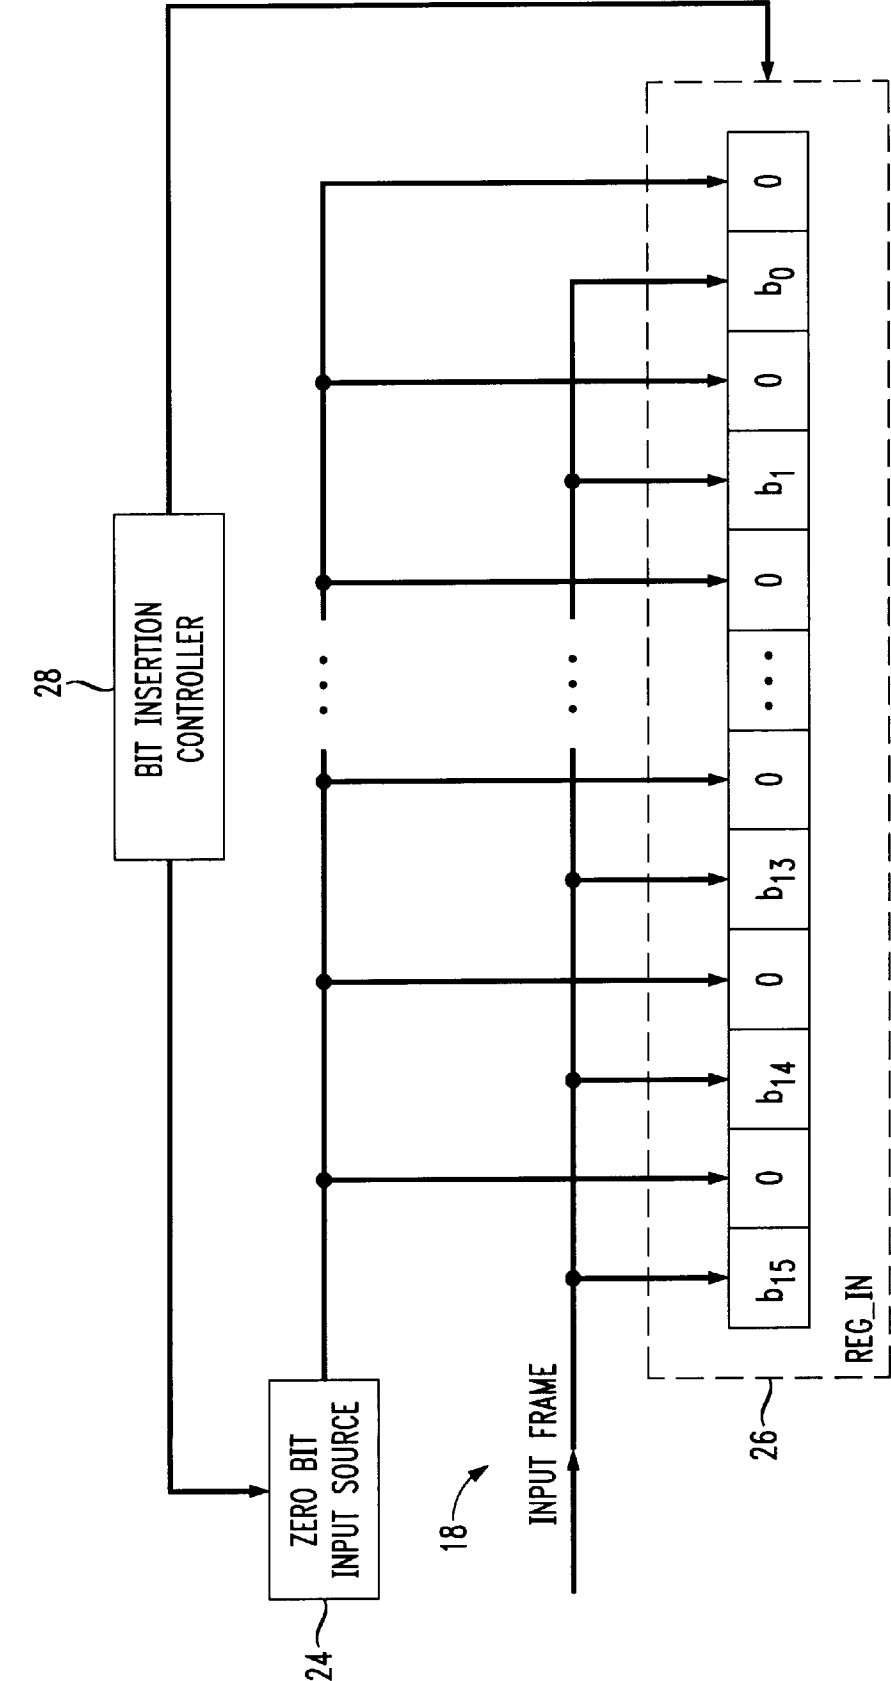 28
BIT INSERTION
CONTROLLER
24
ZERO BIT
INPUT SOURCE
18
INPUT FRAME
b15 0 b14 0 b13 0 ... 0 b1 0 b0 0
REG_IN
26